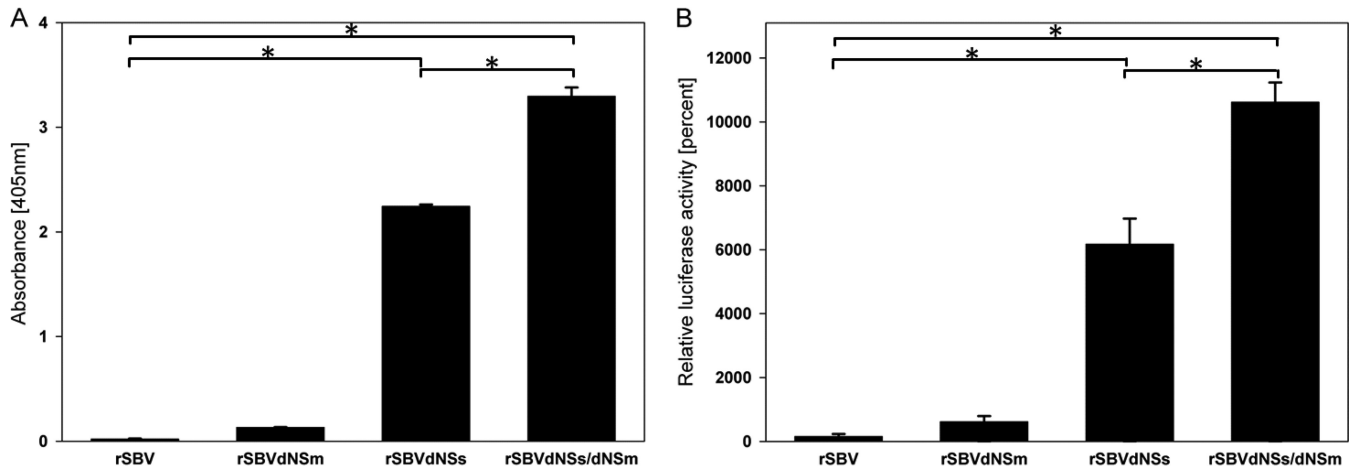 A
Absorbance [405nm]
4
3
2
1
0
* * *
rSBV rSBVdNSm rSBVdNSs rSBVdNSs/dNSm
B
Relative luciferase activity [percent]
12000
10000
8000
6000
4000
2000
0
* * *
rSBV rSBVdNSm rSBVdNSs rSBVdNSs/dNSm